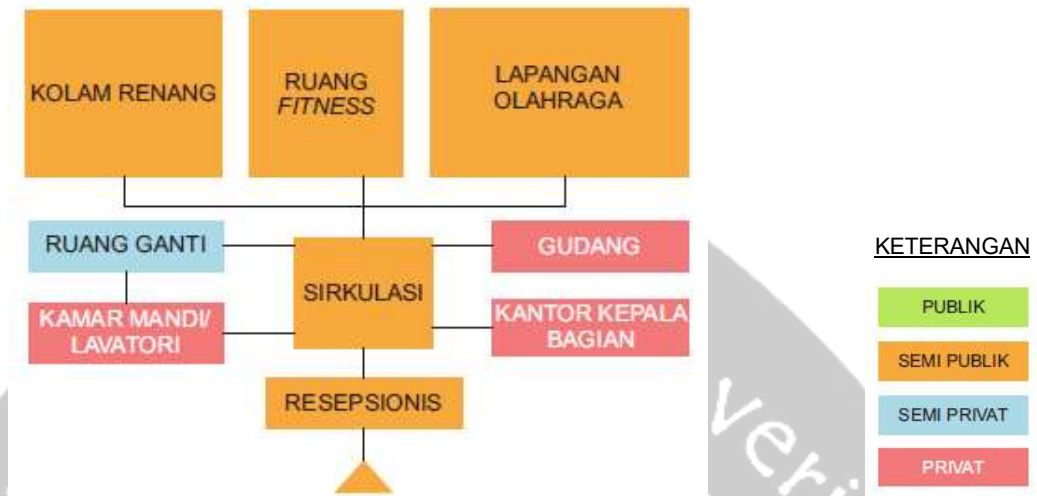 KOLAM RENANG
RUANG
FITNESS
LAPANGAN
OLAHRAGA
RUANG GANTI
GUDANG
SIRKULASI
KAMAR MANDI/
LAVATORI
KANTOR KEPALA
BAGIAN
RESEPSIONIS
KETERANGAN
PUBLIK
SEMI PUBLIK
SEMI PRIVAT
PRIVAT
veri